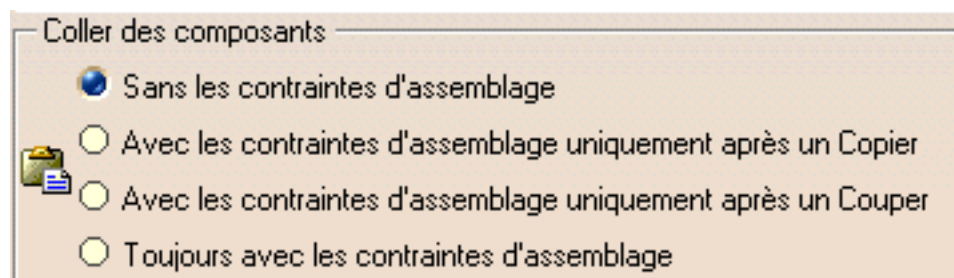 Coller des composants
Sans les contraintes d'assemblage
Avec les contraintes d'assemblage uniquement après un Copier
Avec les contraintes d'assemblage uniquement après un Couper
Toujours avec les contraintes d'assemblage